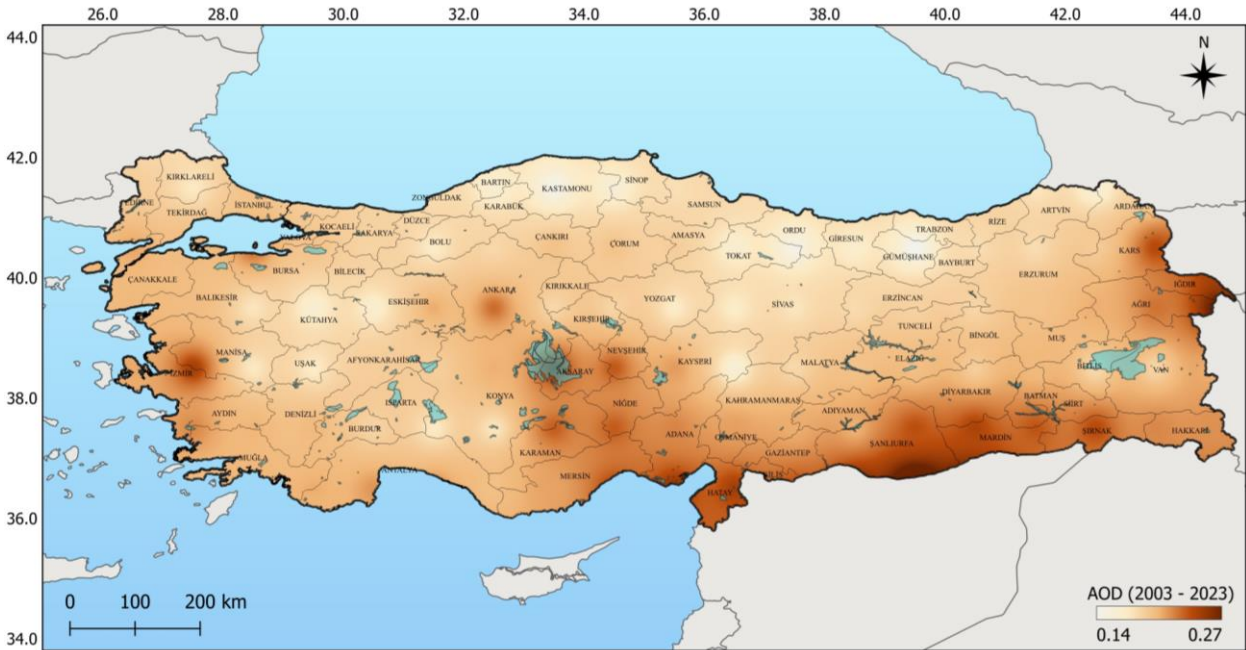 26.0 28.0 30.0 32.0 34.0 36.0 38.0 40.0 42.0 44.0
44.0
N
42.0
KIRKLARELİ
BARTIN
KASTAMONU
SİNOP
EDİRNE
TEKİRDAĞ
İSTANBUL
ZONGULDAK
KARABÜK
SAMSUN
ARTVİN
ARDAHAN
RİZE
KOCAELİ
SAKARYA
DÜZCE
BOLU
ÇANKIRI
ÇORUM
AMASYA
ORDU
GİRESUN
TRABZON
KARS
TOKAT
GÜMÜŞHANE
BAYBURT
40.0
ÇANAKKALE
BURSA
BİLECİK
ERZURUM
IĞDIR
BALIKESİR
ESKİŞEHİR
ANKARA
KIRIKKALE
YOZGAT
SİVAS
ERZİNCAN
AĞRI
KÜTAHYA
KIRŞEHİR
TUNCELİ
BİNGÖL
MUŞ
MANİSA
UŞAK
AFYONKARAHİSAR
NEVŞEHİR
KAYSERİ
MALATYA
ELAZIĞ
BİTLİS
VAN
İZMİR
AKSARAY
38.0
AYDIN
DENİZLİ
ISPARTA
KONYA
NİĞDE
KAHRAMANMARAŞ
ADIYAMAN
DİYARBAKIR
BATMAN
SİİRT
BURDUR
MUĞLA
ANTALYA
KARAMAN
MERSİN
ADANA
OSMANİYE
GAZİANTEP
KİLİS
ŞANLIURFA
MARDİN
ŞIRNAK
HAKKARİ
HATAY
36.0
0 100 200 km
AOD (2003 - 2023)
0.14 0.27
34.0